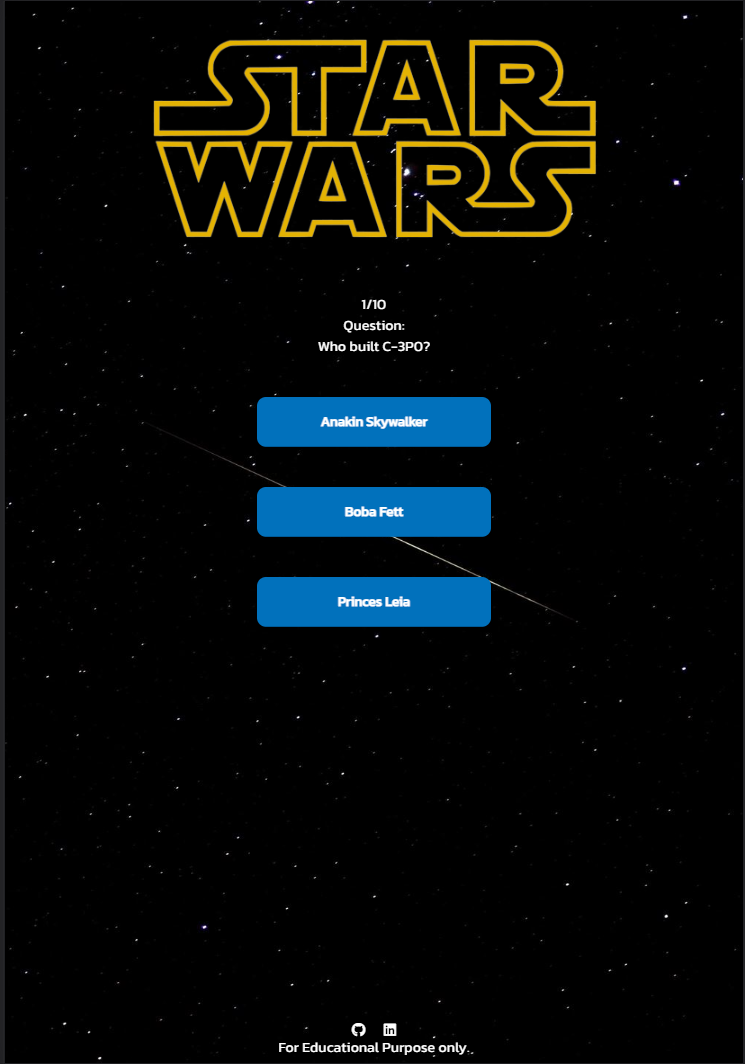 STAR
WARS
1/10
Question:
Who built C-3PO?
Anakin Skywalker
Boba Fett
Princes Leia
For Educational Purpose only.